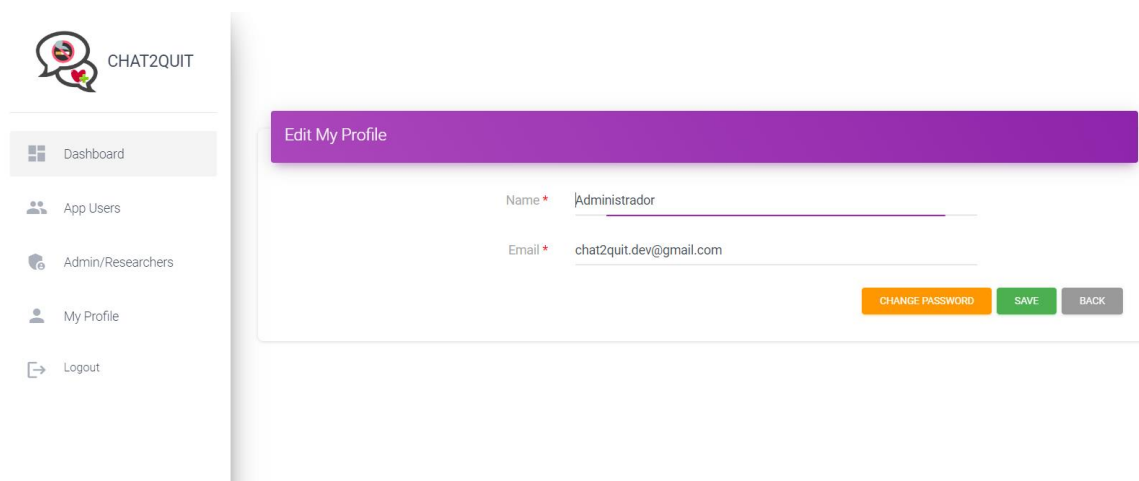 CHAT2QUIT
Dashboard
App Users
Admin/Researchers
My Profile
Logout
Edit My Profile
Name *
Administrador
Email *
chat2quit.dev@gmail.com
CHANGE PASSWORD
SAVE
BACK